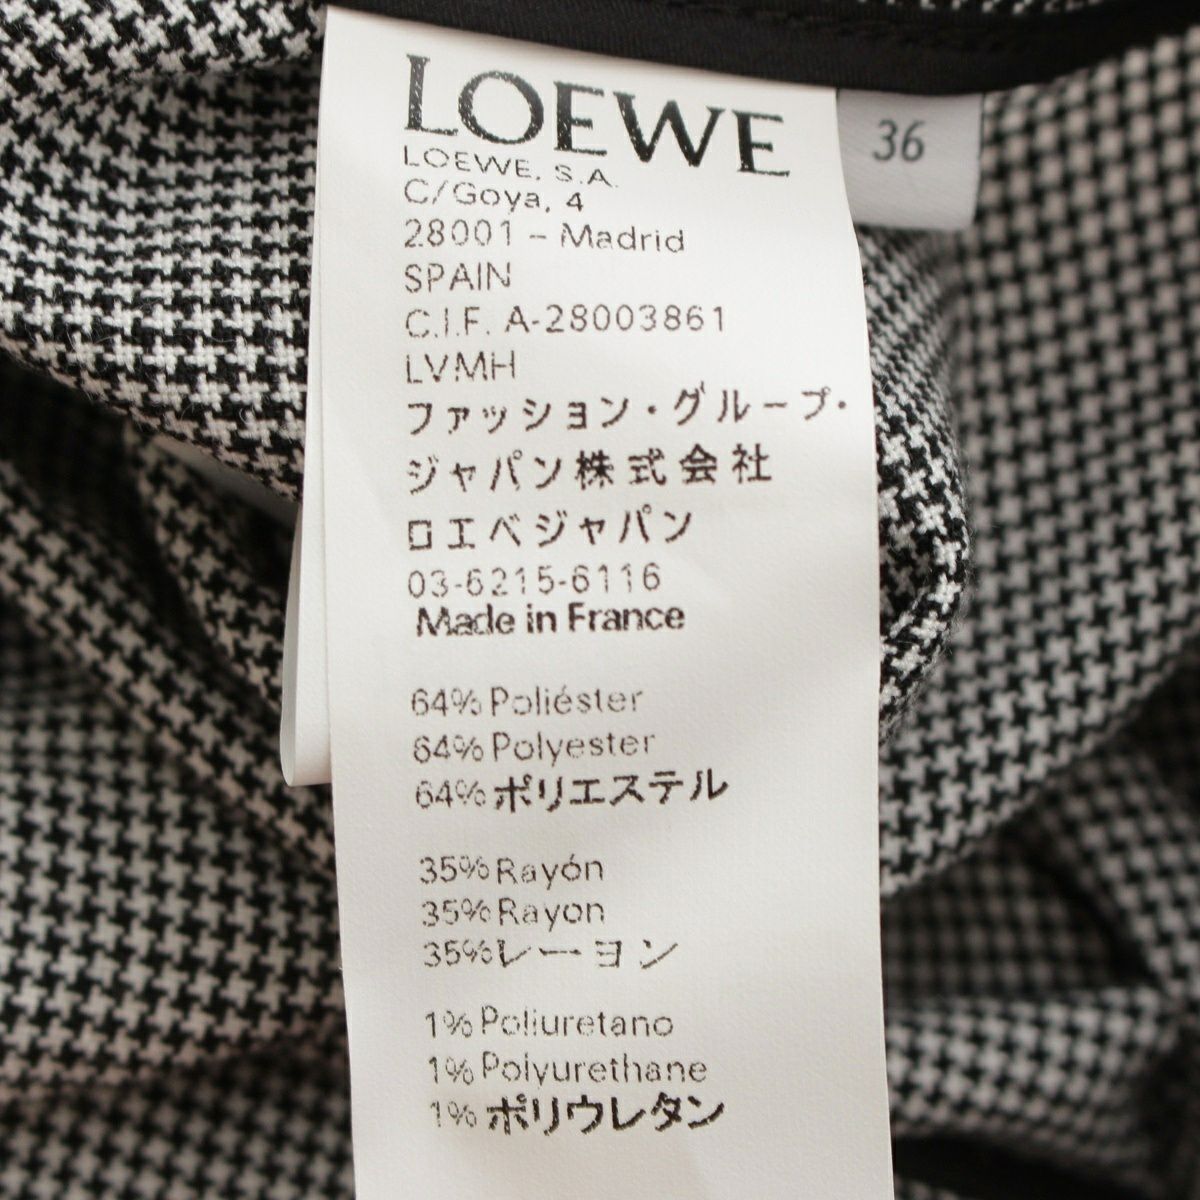 LOEWE
36
LOEWE, S.A.
C/Goya, 4
28001 – Madrid
SPAIN
C.I.F. A-28003861
LVMH
ファッション・グループ・
ジャパン株式会社
ロエベジャパン
03-6215-6116
Made in France
64% Poliéster
64% Polyester
64% ポリエステル
35% Rayón
35% Rayon
35% レーヨン
1% Poliuretano
1% Polyurethane
1% ポリウレタン